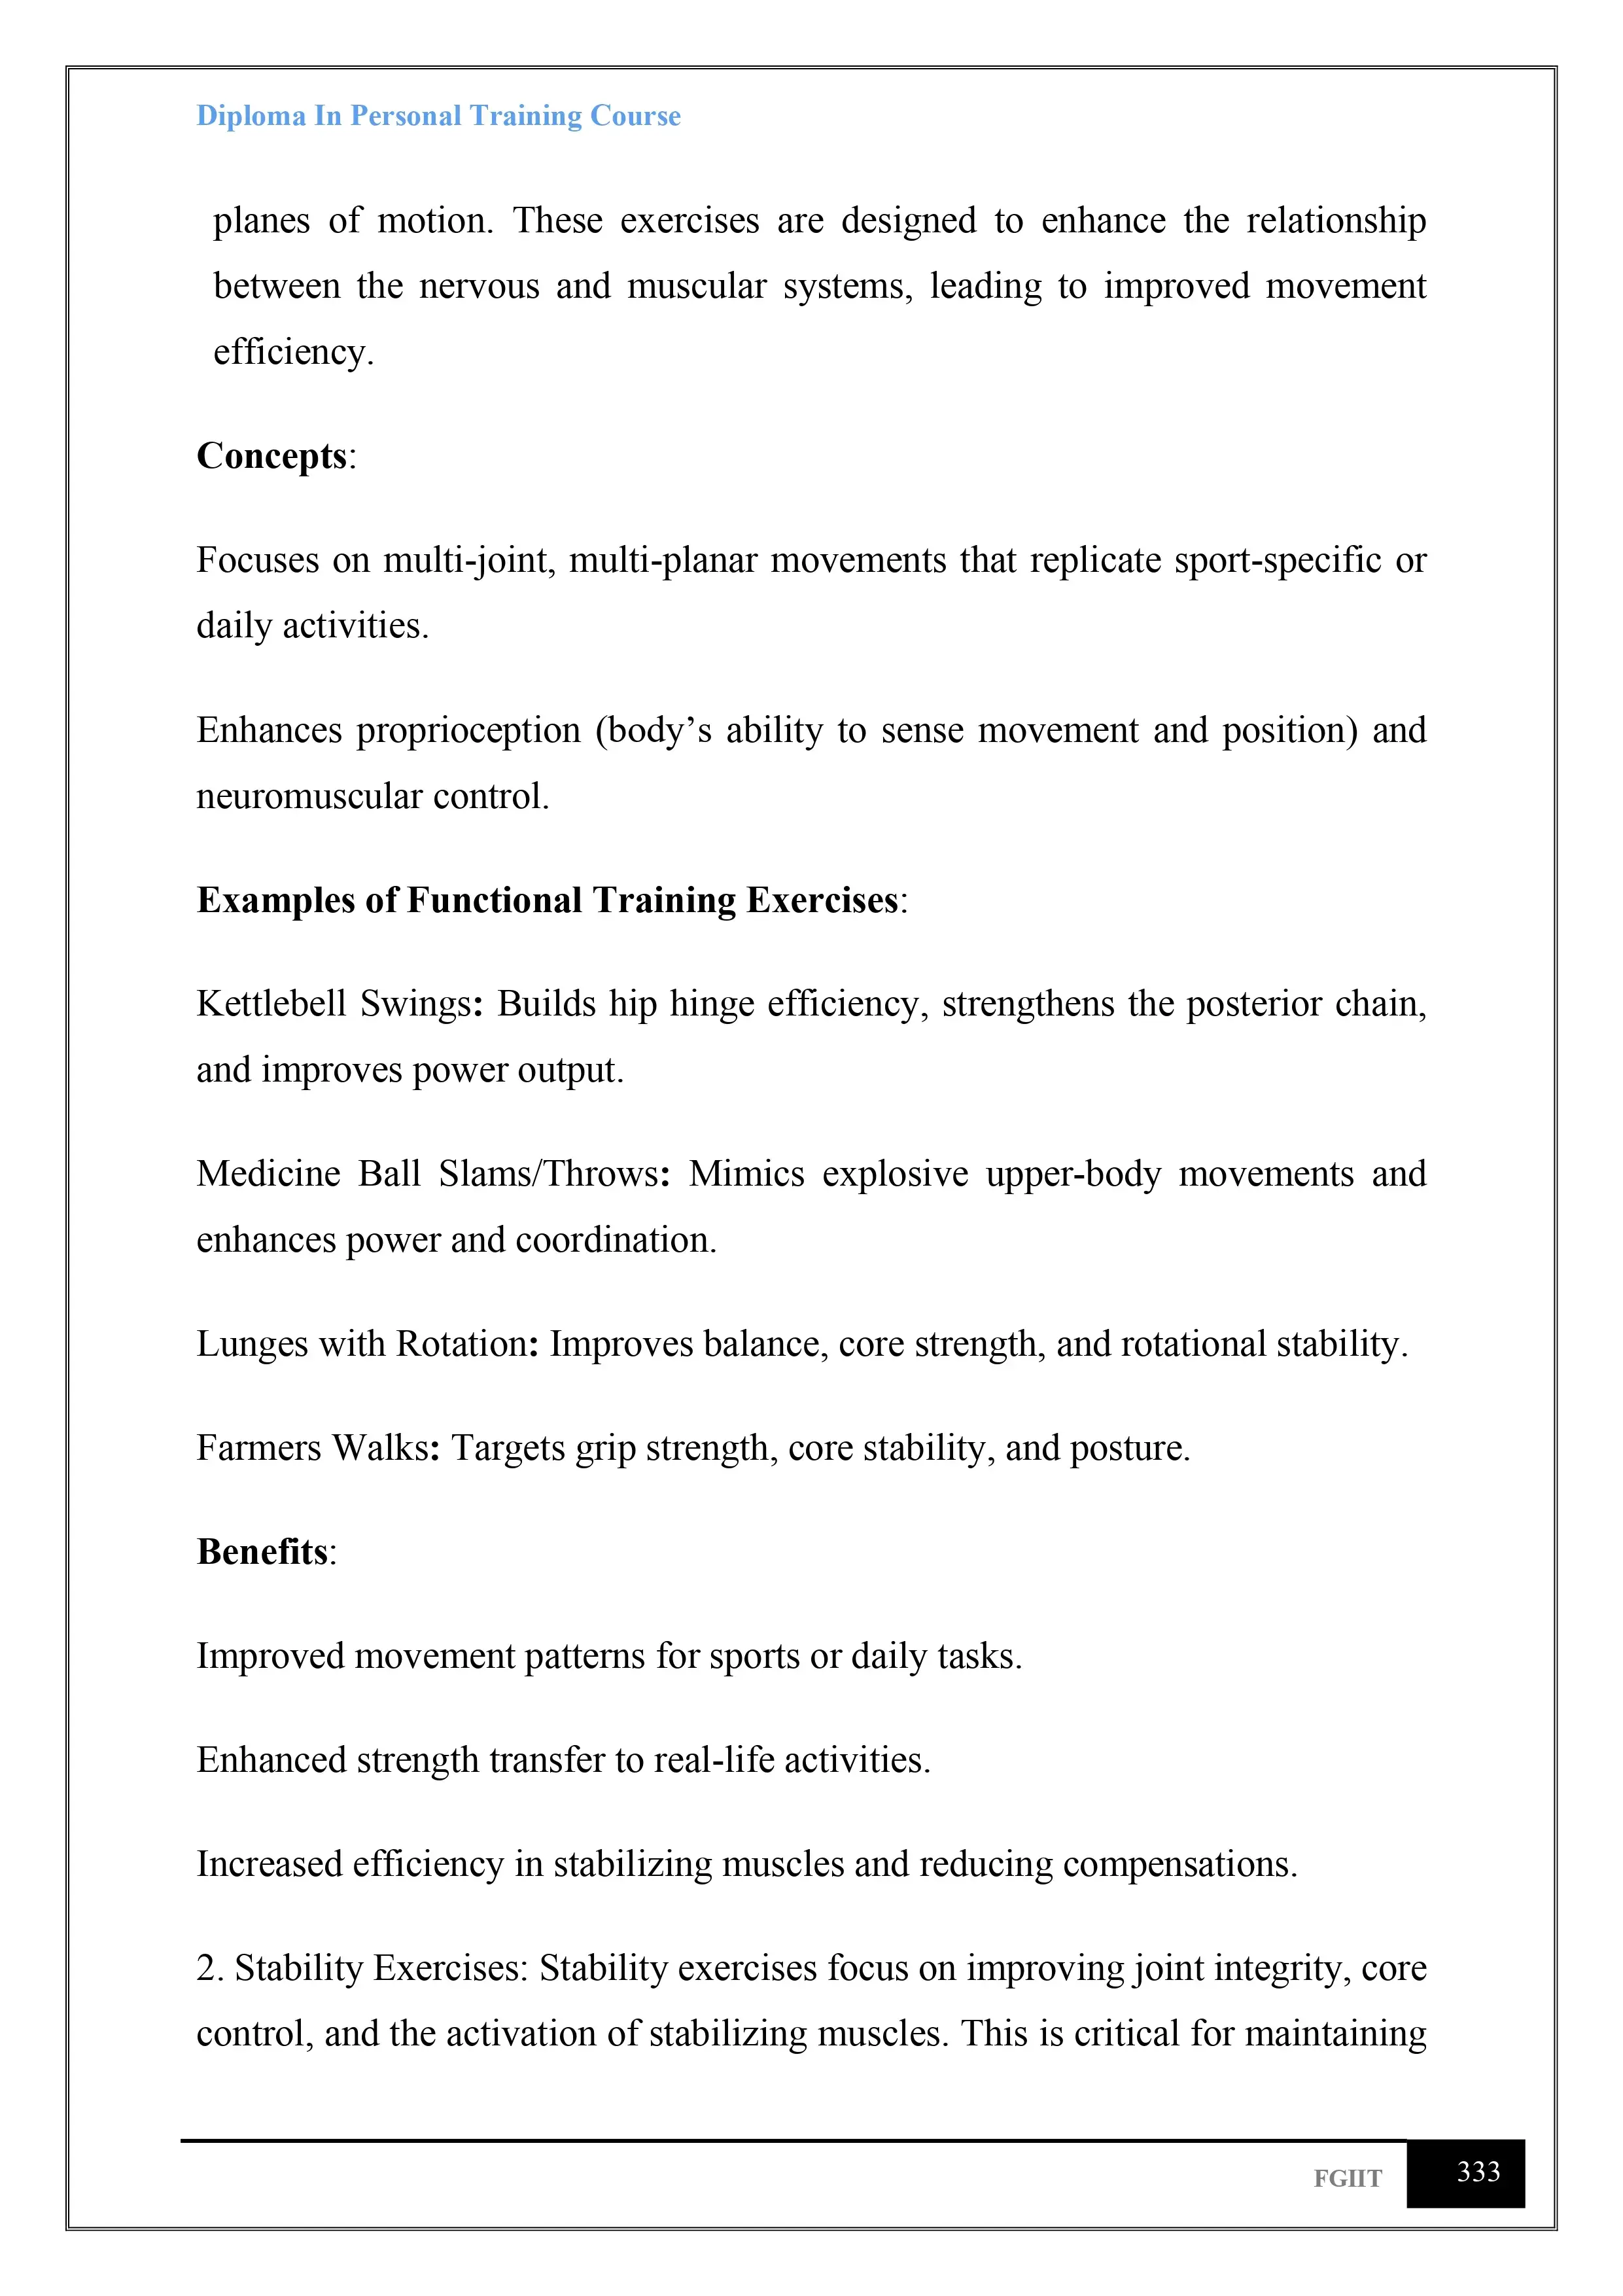 Diploma In Personal Training Course
planes of motion. These exercises are designed to enhance the relationship
between the nervous and muscular systems, leading to improved movement
efficiency.
Concepts:
Focuses on multi-joint, multi-planar movements that replicate sport-specific or
daily activities.
Enhances proprioception (body’s ability to sense movement and position) and
neuromuscular control.
Examples of Functional Training Exercises:
Kettlebell Swings: Builds hip hinge efficiency, strengthens the posterior chain,
and improves power output.
Medicine Ball Slams/Throws: Mimics explosive upper-body movements and
enhances power and coordination.
Lunges with Rotation: Improves balance, core strength, and rotational stability.
Farmers Walks: Targets grip strength, core stability, and posture.
Benefits:
Improved movement patterns for sports or daily tasks.
Enhanced strength transfer to real-life activities.
Increased efficiency in stabilizing muscles and reducing compensations.
2. Stability Exercises: Stability exercises focus on improving joint integrity, core
control, and the activation of stabilizing muscles. This is critical for maintaining
FGIIT 333